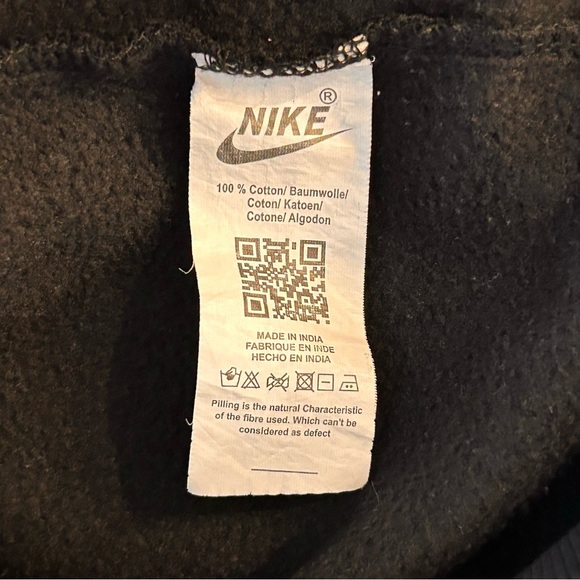 NIKE®
100 % Cotton/ Baumwolle/
Coton/ Katoen/
Cotone/ Algodon
MADE IN INDIA
FABRIQUE EN INDE
HECHO EN INDIA
Pilling is the natural Characteristic
of the fibre used. Which can't be
considered as defect